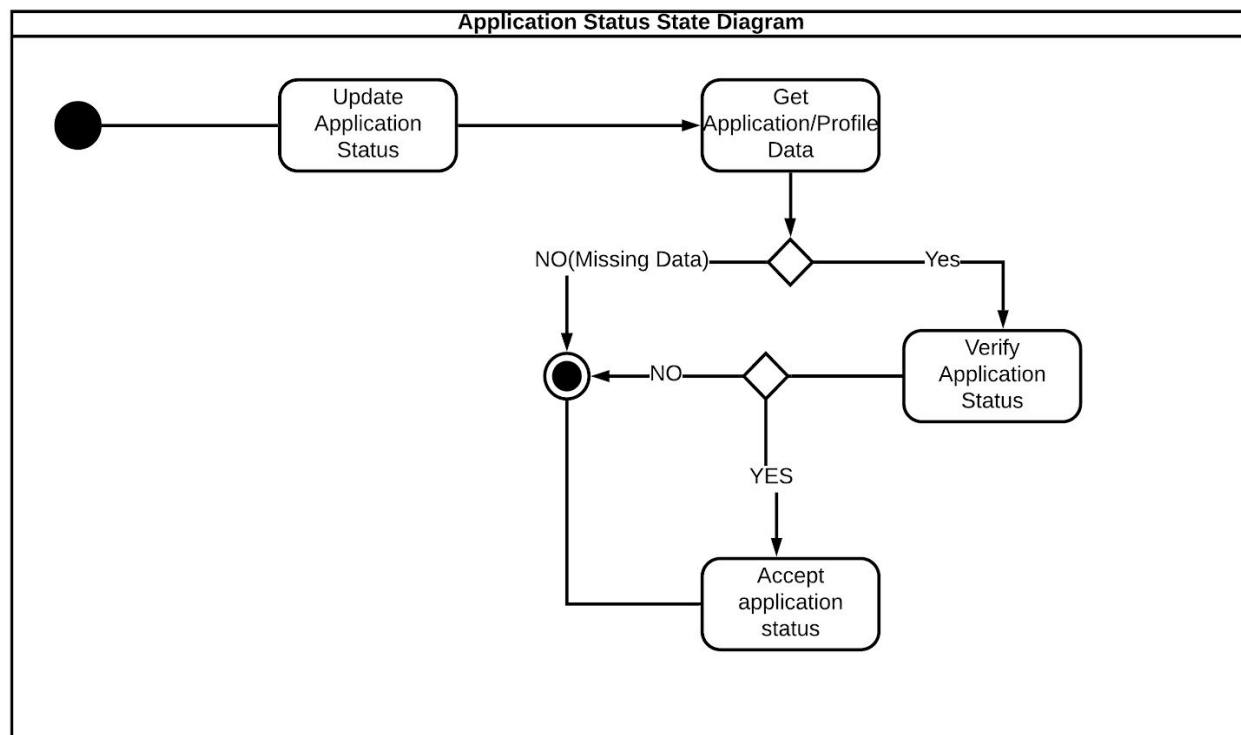 Application Status State Diagram
Update
Application
Status
Get
Application/Profile
Data
NO(Missing Data)
Yes
Verify
Application
Status
NO
YES
Accept
application
status